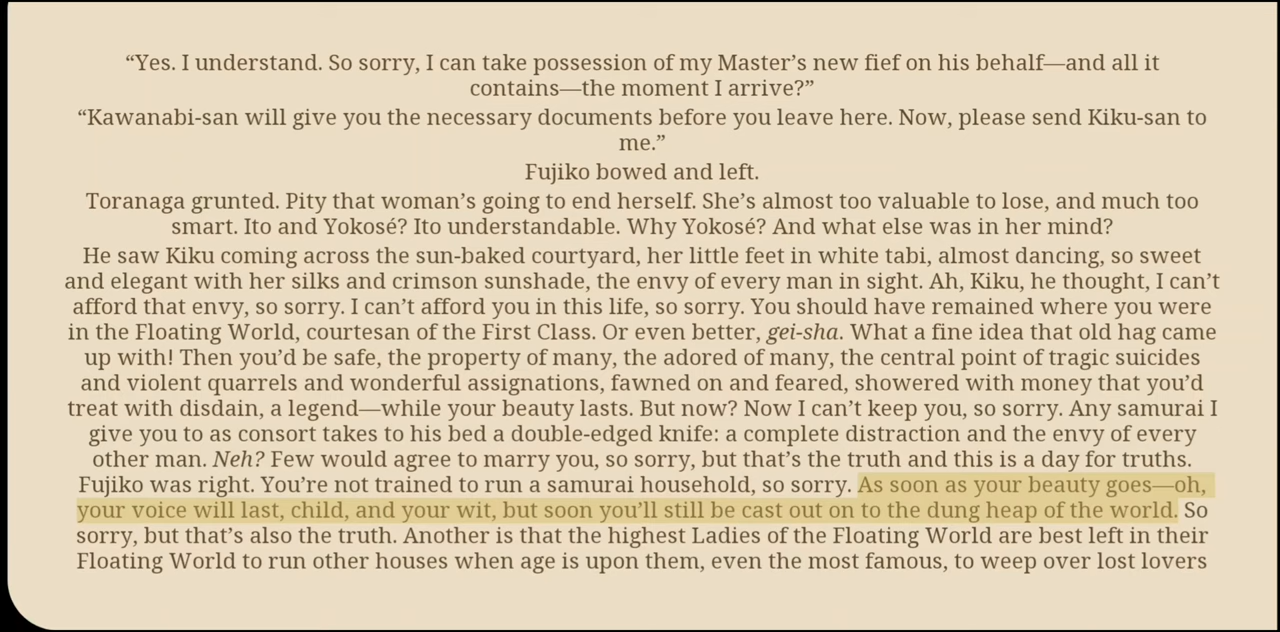 “Yes. I understand. So sorry, I can take possession of my Master’s new fief on his behalf—and all it
contains—the moment I arrive?”
“Kawanabi-san will give you the necessary documents before you leave here. Now, please send Kiku-san to
me.”
Fujiko bowed and left.
Toranaga grunted. Pity that woman’s going to end herself. She’s almost too valuable to lose, and much too
smart. Ito and Yokosé? Ito understandable. Why Yokosé? And what else was in her mind?
He saw Kiku coming across the sun-baked courtyard, her little feet in white tabi, almost dancing, so sweet
and elegant with her silks and crimson sunshade, the envy of every man in sight. Ah, Kiku, he thought, I can’t
afford that envy, so sorry. I can’t afford you in this life, so sorry. You should have remained where you were
in the Floating World, courtesan of the First Class. Or even better, gei-sha. What a fine idea that old hag came
up with! Then you’d be safe, the property of many, the adored of many, the central point of tragic suicides
and violent quarrels and wonderful assignations, fawned on and feared, showered with money that you’d
treat with disdain, a legend—while your beauty lasts. But now? Now I can’t keep you, so sorry. Any samurai I
give you to as consort takes to his bed a double-edged knife: a complete distraction and the envy of every
other man. Neh? Few would agree to marry you, so sorry, but that’s the truth and this is a day for truths.
Fujiko was right. You’re not trained to run a samurai household, so sorry. As soon as your beauty goes—oh,
your voice will last, child, and your wit, but soon you’ll still be cast out on to the dung heap of the world. So
sorry, but that’s also the truth. Another is that the highest Ladies of the Floating World are best left in their
Floating World to run other houses when age is upon them, even the most famous, to weep over lost lovers